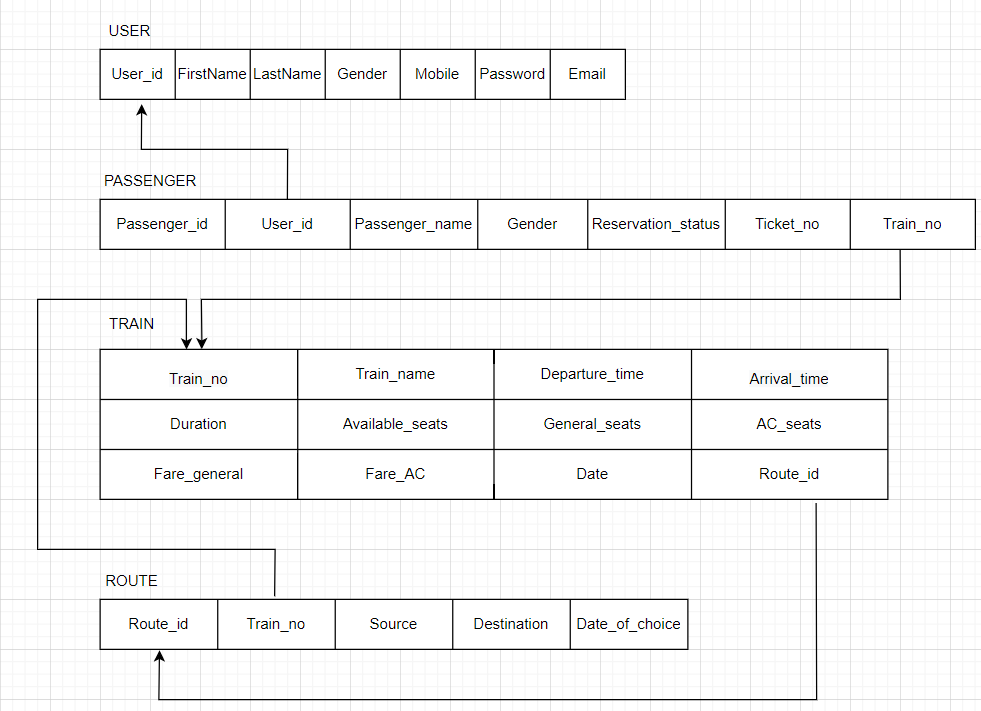 USER
User_id FirstName LastName Gender Mobile Password Email
PASSENGER
Passenger_id User_id Passenger_name Gender Reservation_status Ticket_no Train_no
TRAIN
Train_no Train_name Departure_time Arrival_time
Duration Available_seats General_seats AC_seats
Fare_general Fare_AC Date Route_id
ROUTE
Route_id Train_no Source Destination Date_of_choice